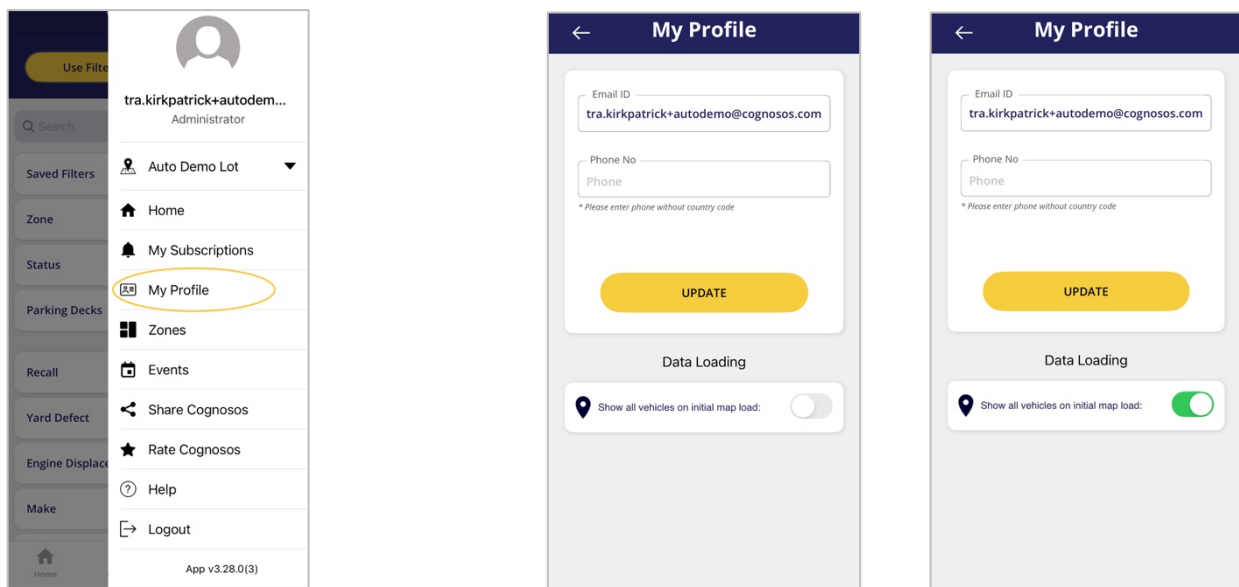 Use Filte
Search
Saved Filters
Zone
Status
Parking Decks
Recall
Yard Defect
Engine Displace
Make
Home
tra.kirkpatrick+autodem...
Administrator
Auto Demo Lot
Home
My Subscriptions
My Profile
Zones
Events
Share Cognosos
Rate Cognosos
Help
Logout
App v3.28.0(3)
My Profile
Email ID
tra.kirkpatrick+autodemo@cognosos.com
Phone No
Phone
* Please enter phone without country code
UPDATE
Data Loading
Show all vehicles on initial map load:
My Profile
Email ID
tra.kirkpatrick+autodemo@cognosos.com
Phone No
Phone
* Please enter phone without country code
UPDATE
Data Loading
Show all vehicles on initial map load: